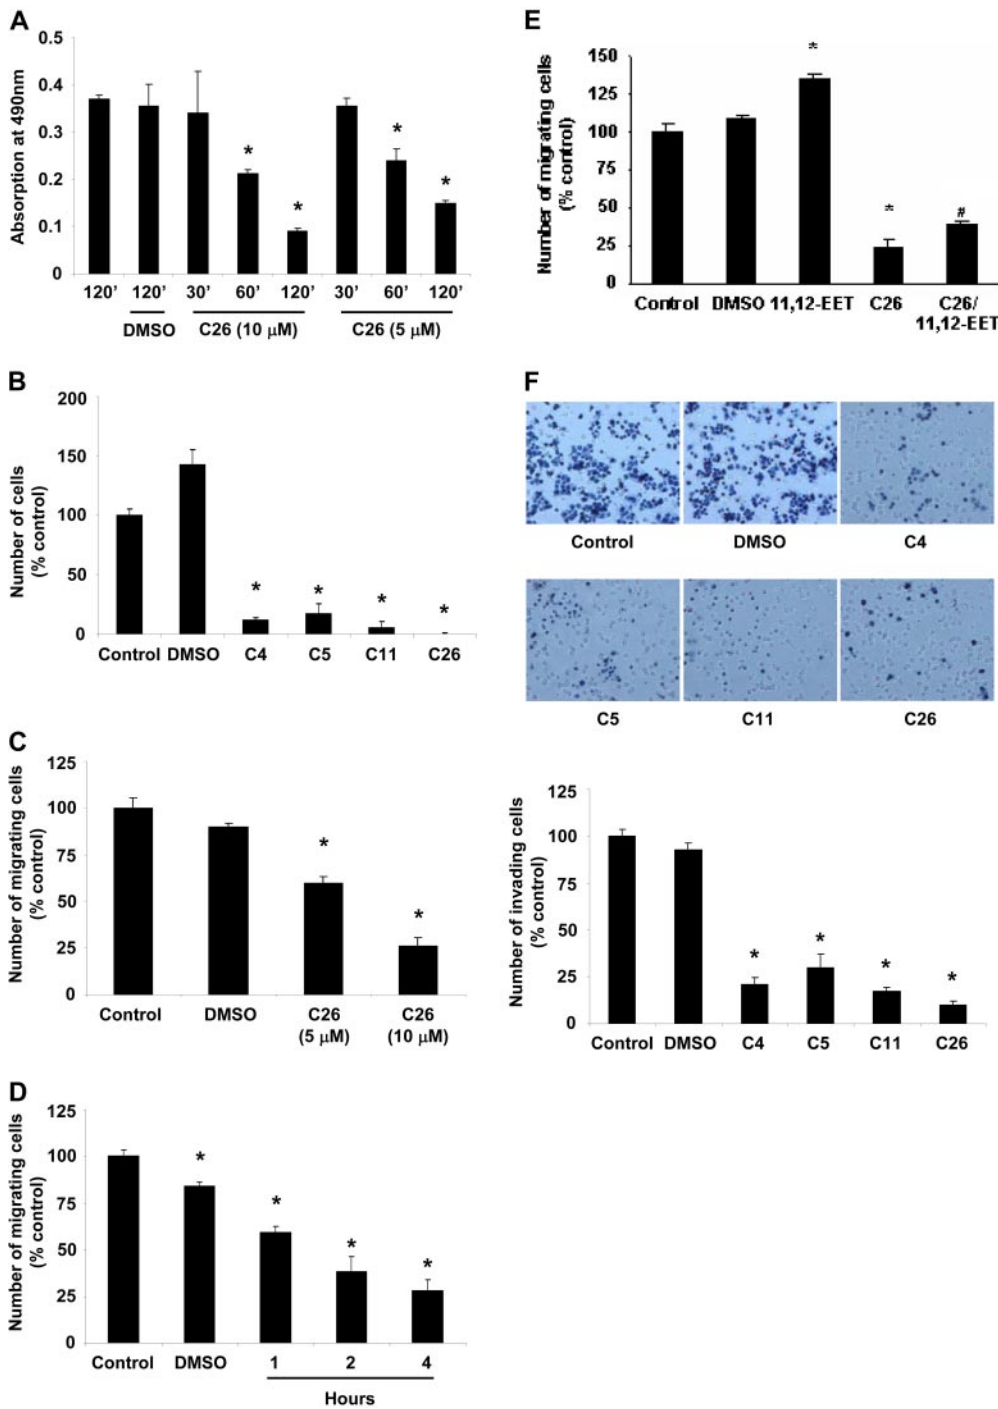 A
Absorption at 490nm
0.5
0.4
0.3
0.2
0.1
0
* * * *
120’ 120’ 30’ 60’ 120’ 30’ 60’ 120’
DMSO C26 (10 μM) C26 (5 μM)
B
Number of cells
(% control)
200
150
100
50
0
* * * *
Control DMSO C4 C5 C11 C26
C
Number of migrating cells
(% control)
125
100
75
50
25
0
* *
Control DMSO C26 C26
(5 μM) (10 μM)
D
Number of migrating cells
(% control)
125
100
75
50
25
0
* * * *
Control DMSO 1 2 4
Hours
E
Number of migrating cells
(% control)
150
125
100
75
50
25
0
* * #
Control DMSO 11,12-EET C26 C26/
11,12-EET
F
Control DMSO C4
C5 C11 C26
Number of invading cells
(% control)
125
100
75
50
25
0
* * * *
Control DMSO C4 C5 C11 C26